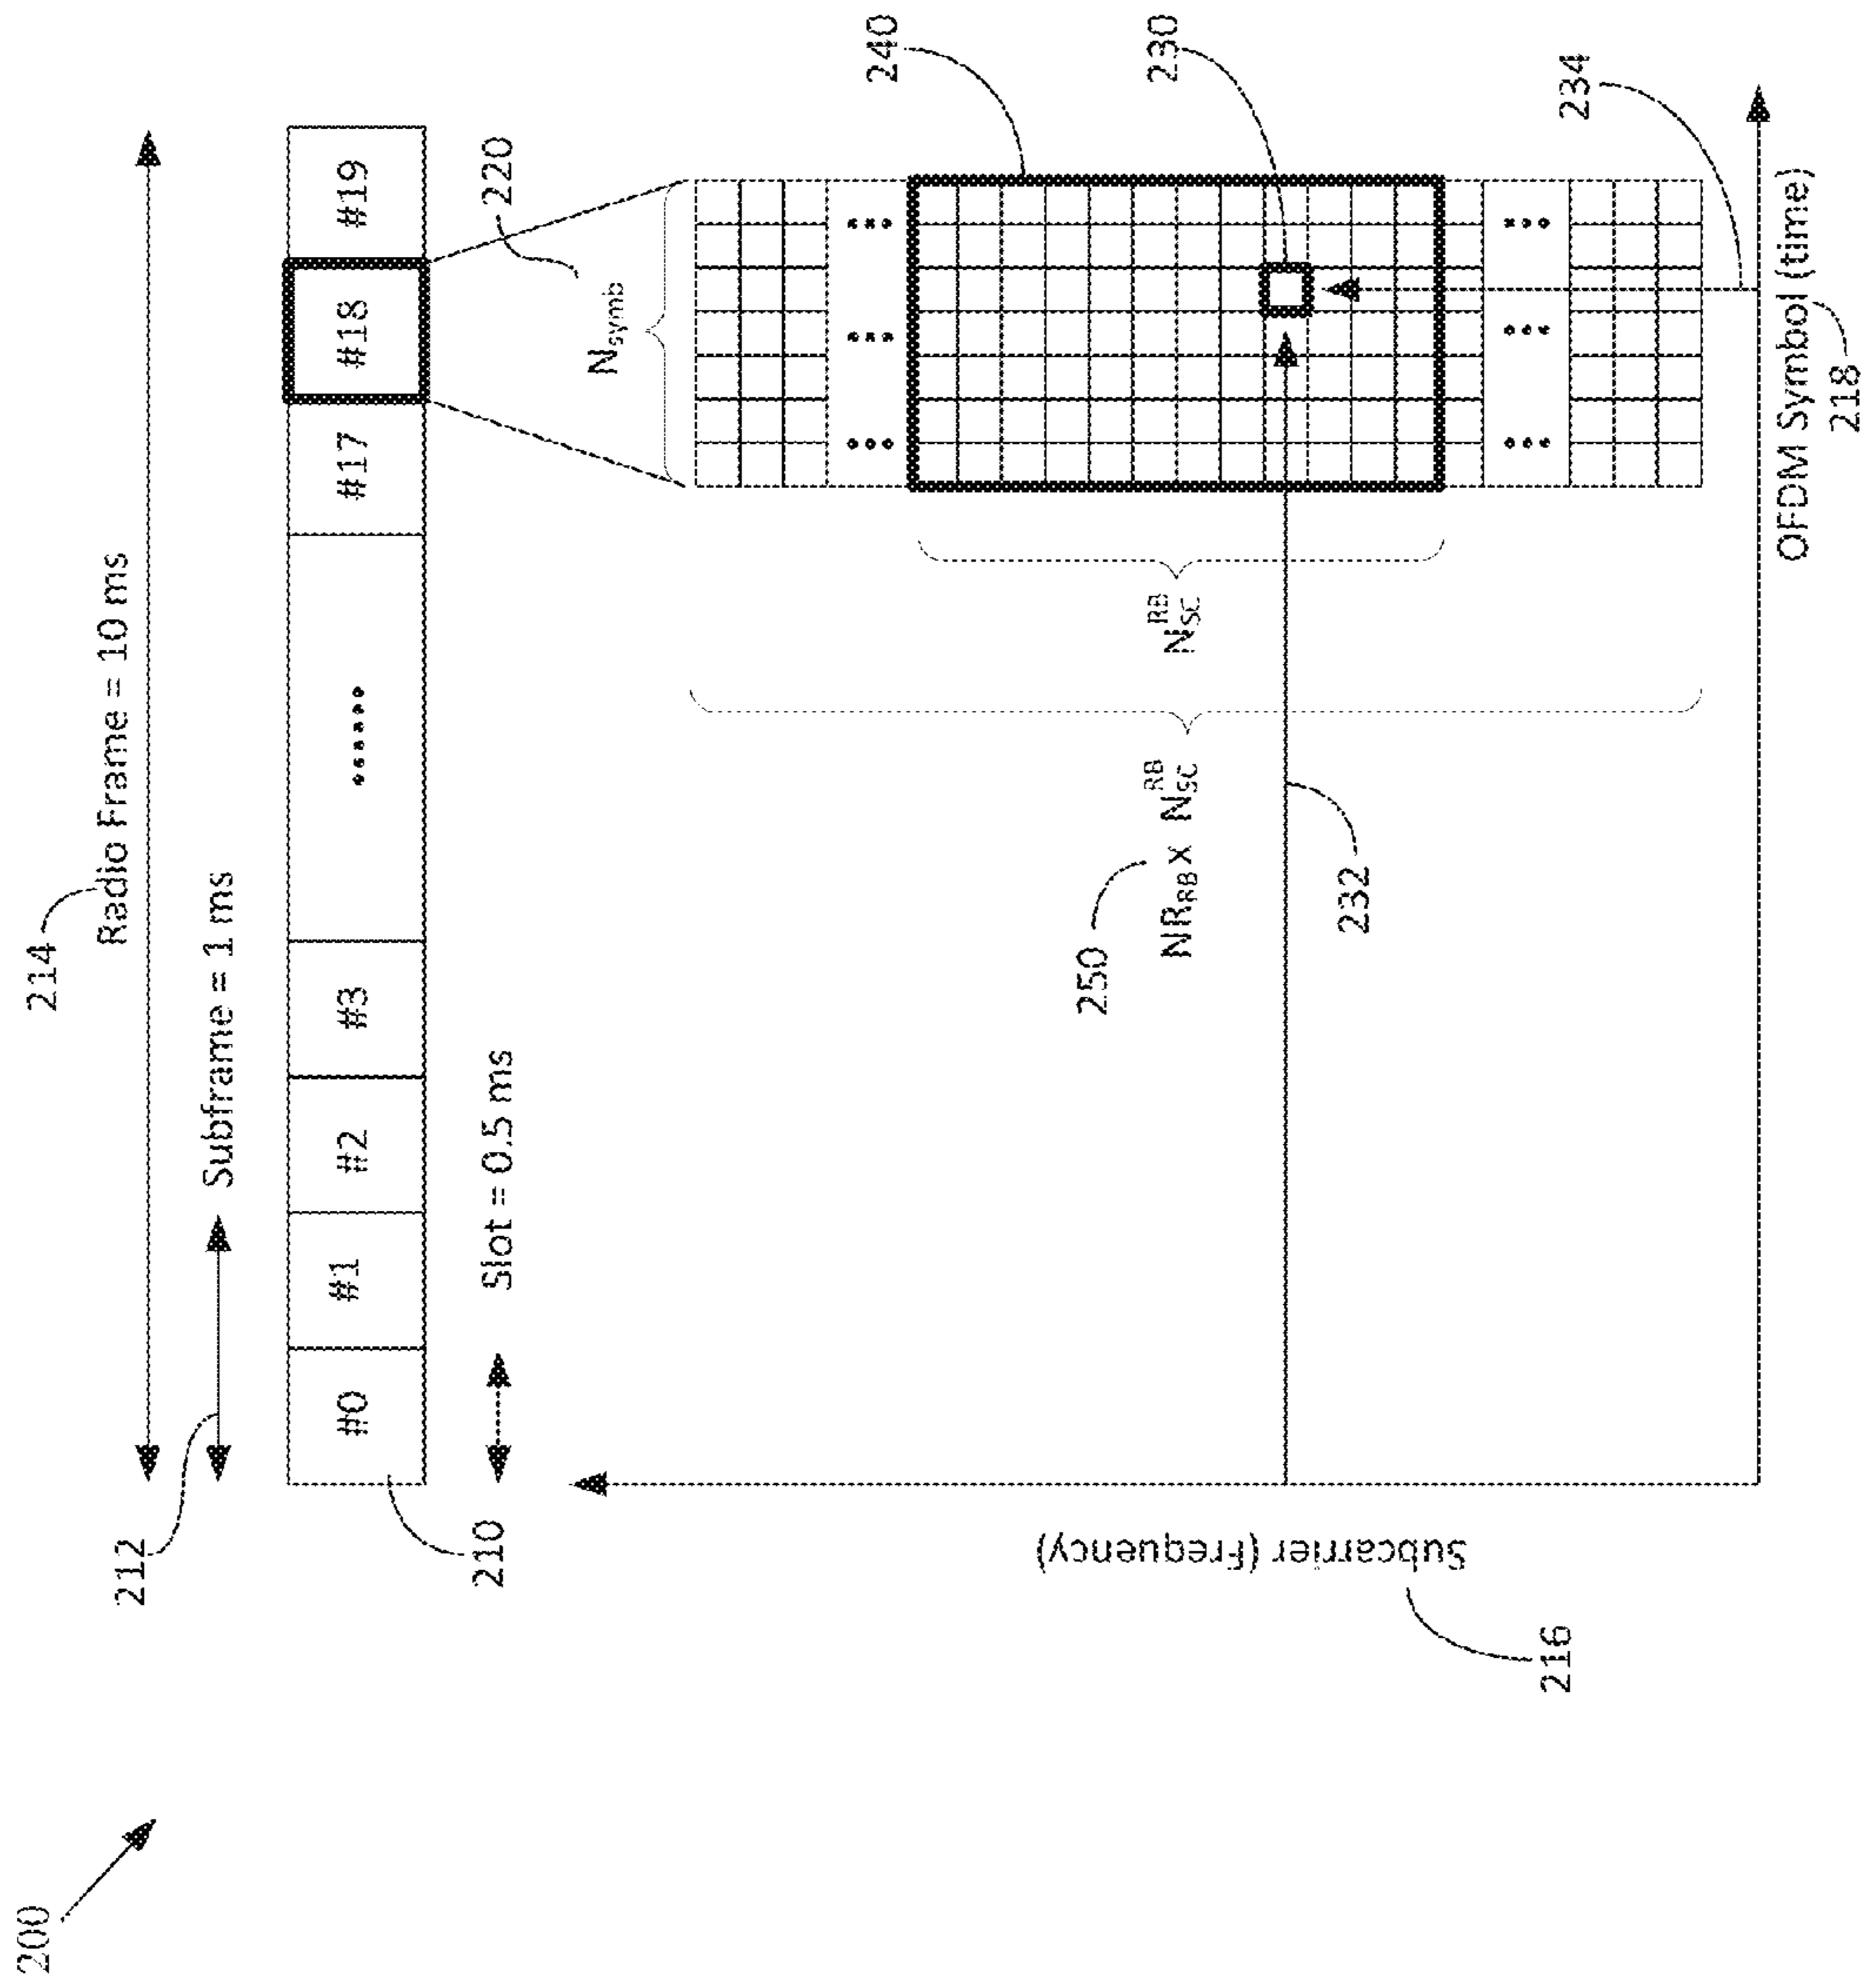 200
214
Radio Frame = 10 ms
212
Subframe = 1 ms
#0
#1
#2
#3
.......
#17
#18
#19
210
Slot = 0.5 ms
220
Nsymb
240
230
234
250
NRRB x NSCRB
NSCRB
232
216
Subcarrier (Frequency)
OFDM Symbol (time)
218